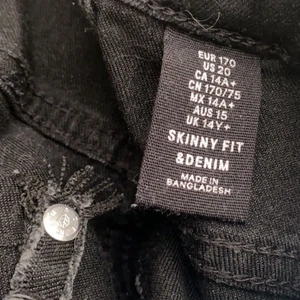 EUR 170
US 20
CA 14A+
CN 170/75
MX 14A+
AUS 15
UK 14Y+
SKINNY FIT
&DENIM
MADE IN
BANGLADESH